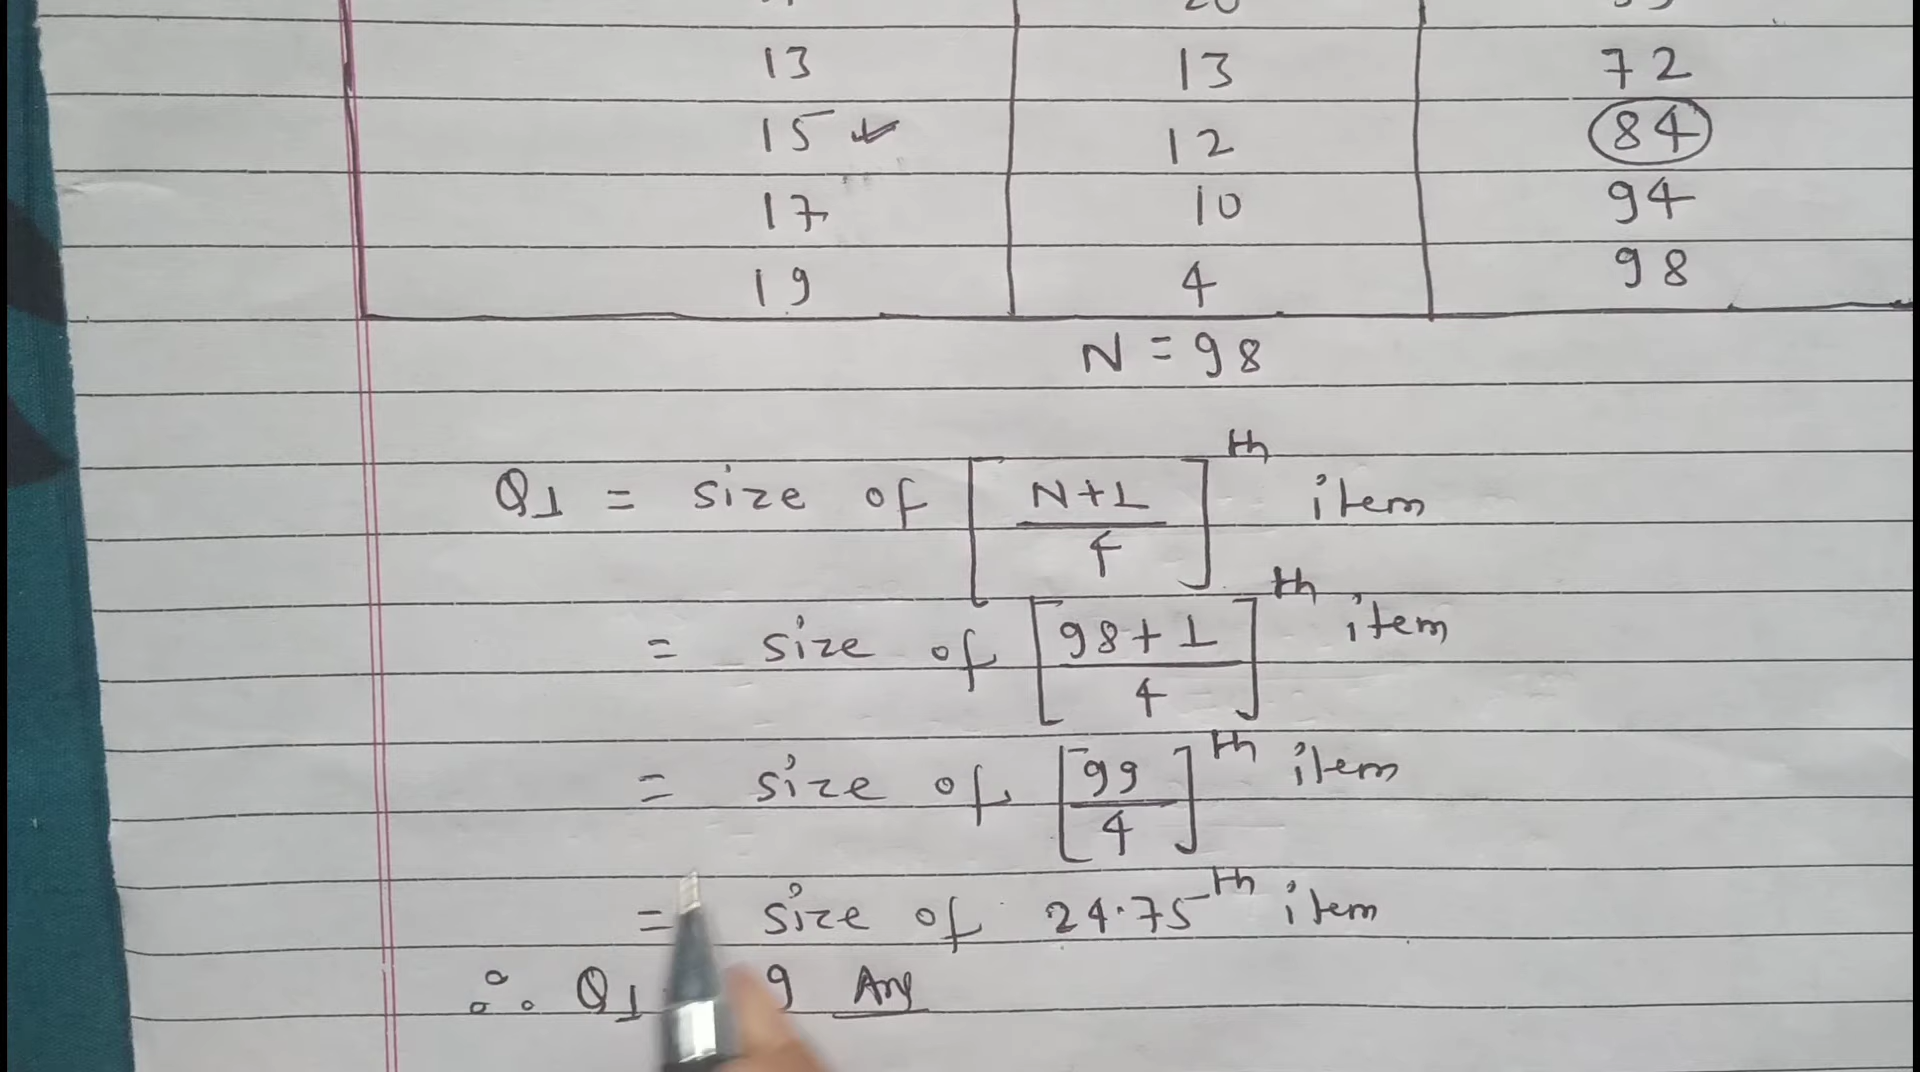 13 13 72
15 12 84
17 10 94
19 4 98
N = 98
Q1 = size of [N+1/4]th item
= size of [98+1/4]th item
= size of [99/4]th item
= size of 24.75th item
∴ Q1 9 Ans